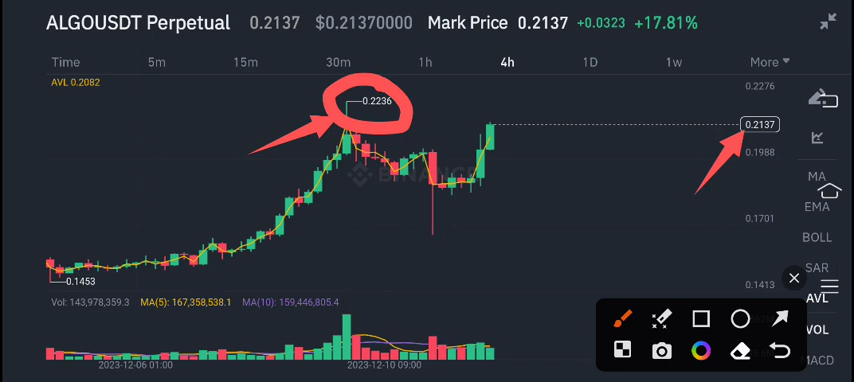 ALGOUSDT Perpetual 0.2137 $0.21370000 Mark Price 0.2137 +0.0323 +17.81%
Time 5m 15m 30m 1h 4h 1D 1w More
AVL 0.2082
0.2276
0.2236
0.2137
0.1988
BINANCE
MA
EMA
0.1701
BOLL
SAR
0.1453
0.1413
AVL
Vol: 143,978,359.3 MA(5): 167,358,538.1 MA(10): 159,446,805.4
VOL
MACD
2023-12-06 01:00 2023-12-10 09:00